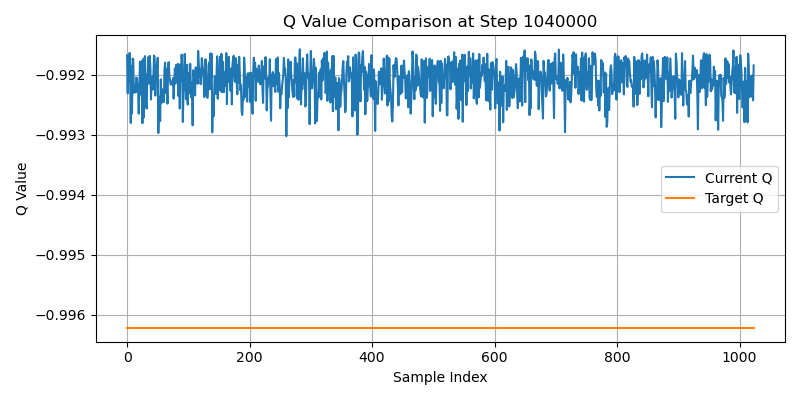 Q Value Comparison at Step 1040000
−0.992
−0.993
−0.994
−0.995
−0.996
Q Value
Current Q
Target Q
0 200 400 600 800 1000
Sample Index